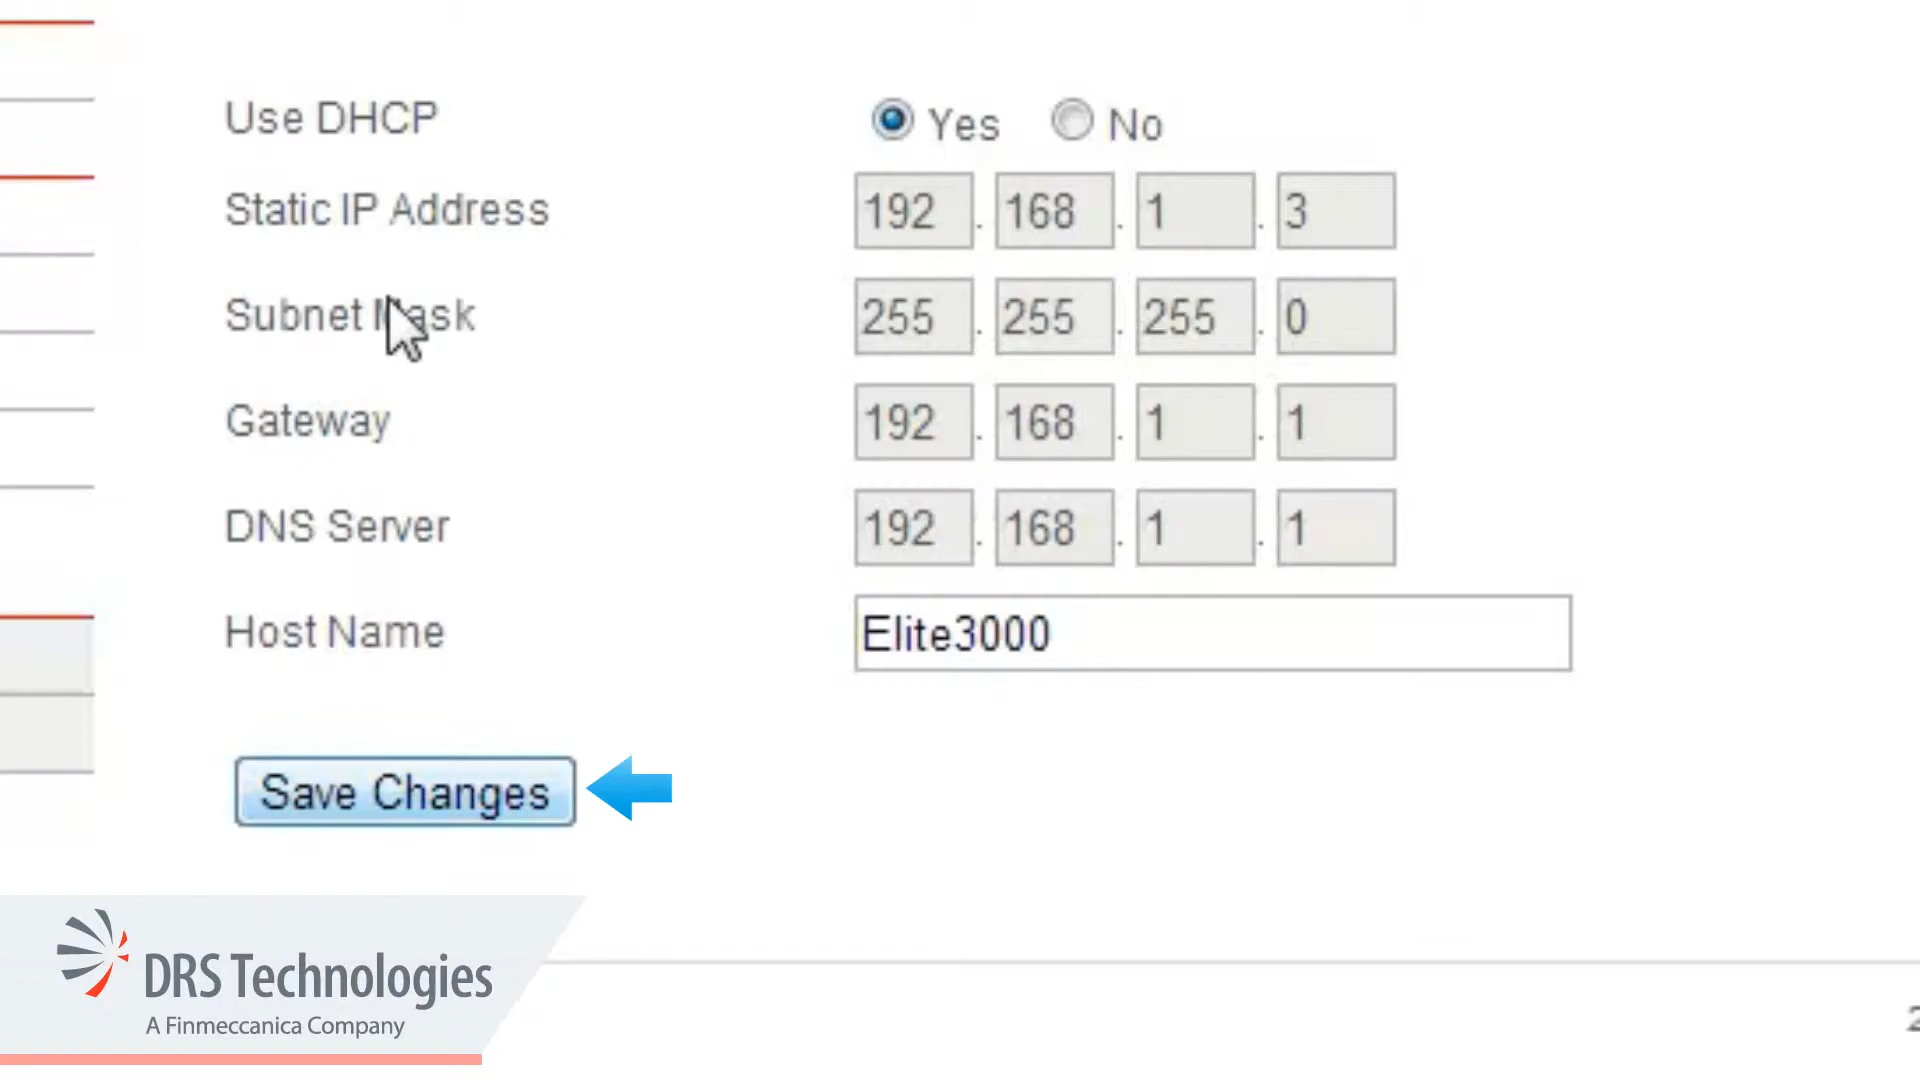 Use DHCP Yes No
Static IP Address 192 . 168 . 1 . 3
Subnet Mask 255 . 255 . 255 . 0
Gateway 192 . 168 . 1 . 1
DNS Server 192 . 168 . 1 . 1
Host Name Elite3000
Save Changes
DRS Technologies
A Finmeccanica Company